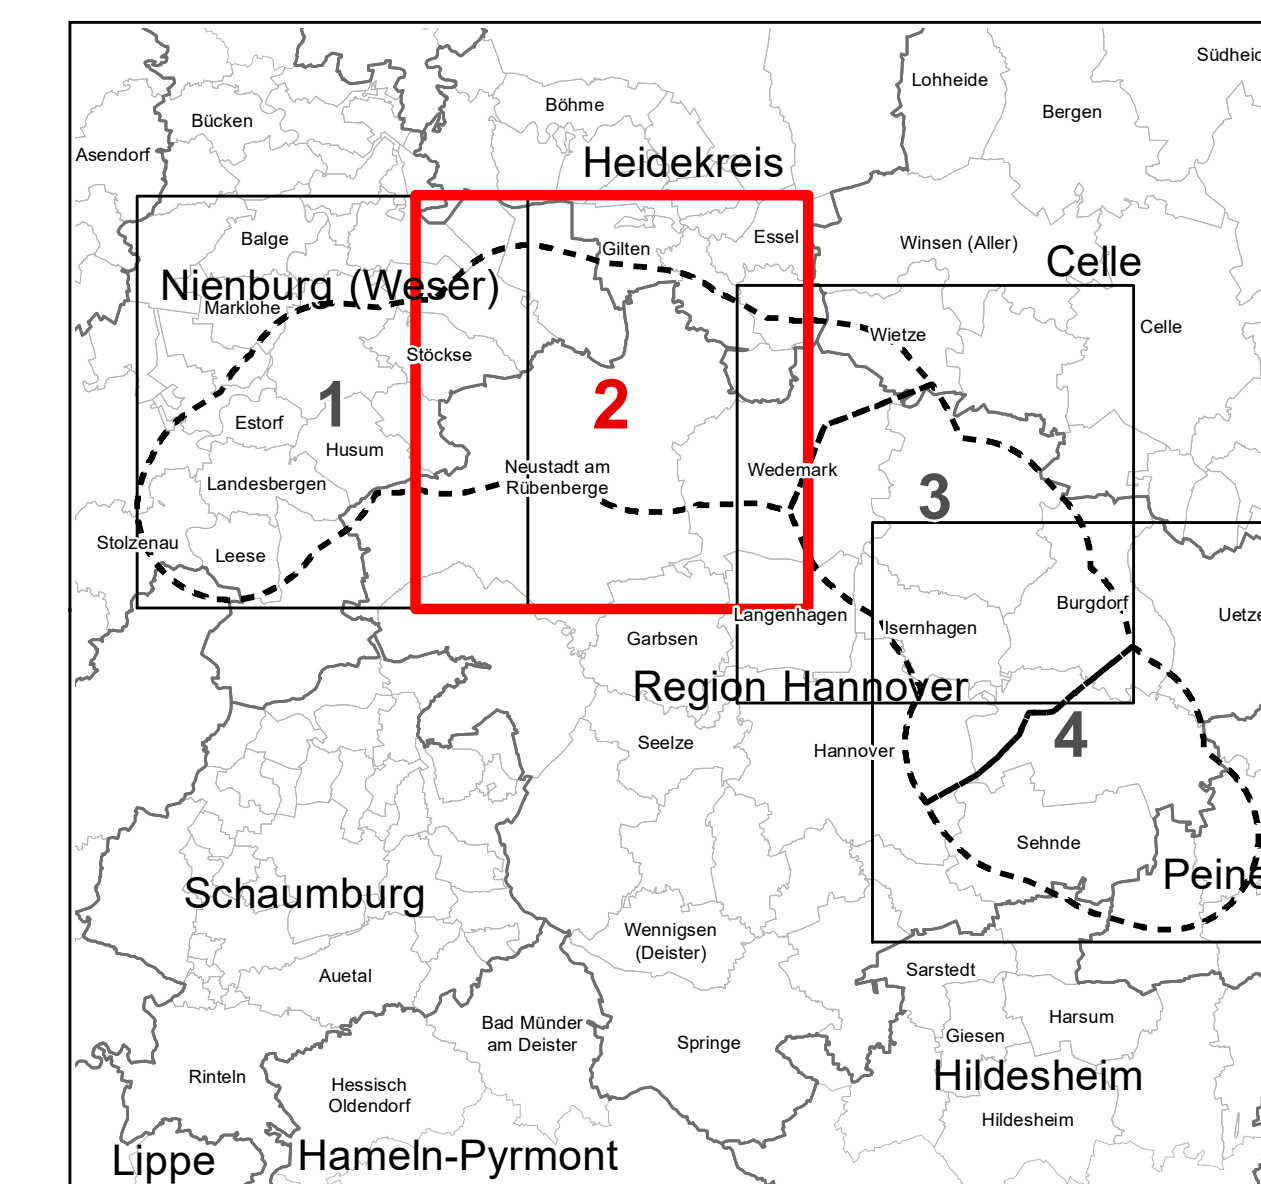 Südheid
Lohheide
Böhme
Bergen
Bücken
Asendorf
Heidekreis
Balge
Gilten
Essel
Winsen (Aller)
Celle
Nienburg (Weser)
Marklohe
Celle
Wietze
Stöckse
1
2
Estorf
Husum
Neustadt am
Rübenberge
Wedemark
Landesbergen
3
Stolzenau
Leese
Burgdorf
Langenhagen
Uetze
Isernhagen
Garbsen
Region Hannover
Seelze
Hannover
4
Sehnde
Peine
Schaumburg
Wennigsen
(Deister)
Auetal
Sarstedt
Bad Münder
am Deister
Harsum
Giesen
Springe
Rinteln
Hessisch
Oldendorf
Hildesheim
Hildesheim
Lippe
Hameln-Pyrmont